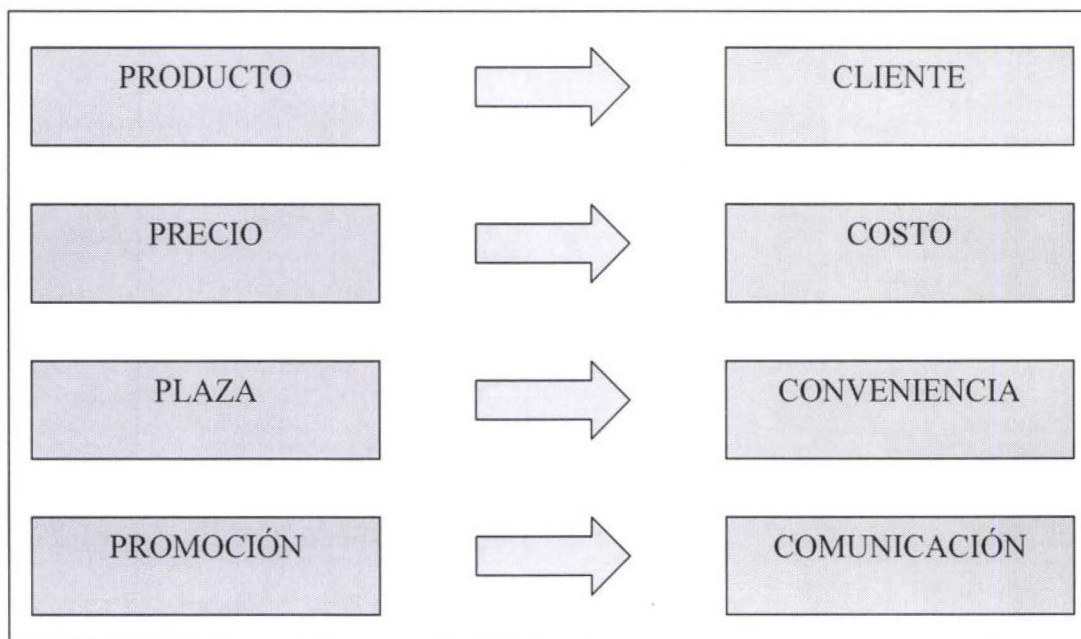 PRODUCTO
CLIENTE
PRECIO
COSTO
PLAZA
CONVENIENCIA
PROMOCIÓN
COMUNICACIÓN